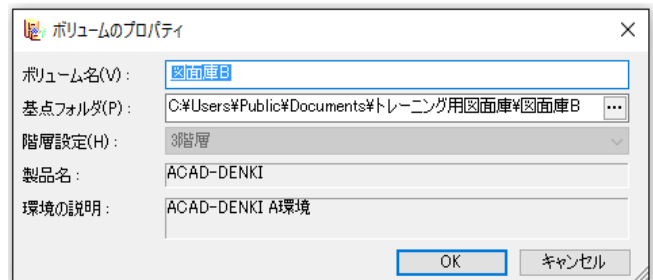 ボリュームのプロパティ
ボリューム名(V):
図面庫B
基点フォルダ(P):
C:¥Users¥Public¥Documents¥トレーニング用図面庫¥図面庫B
...
階層設定(H):
3階層
製品名:
ACAD-DENKI
環境の説明:
ACAD-DENKI A環境
OK
キャンセル